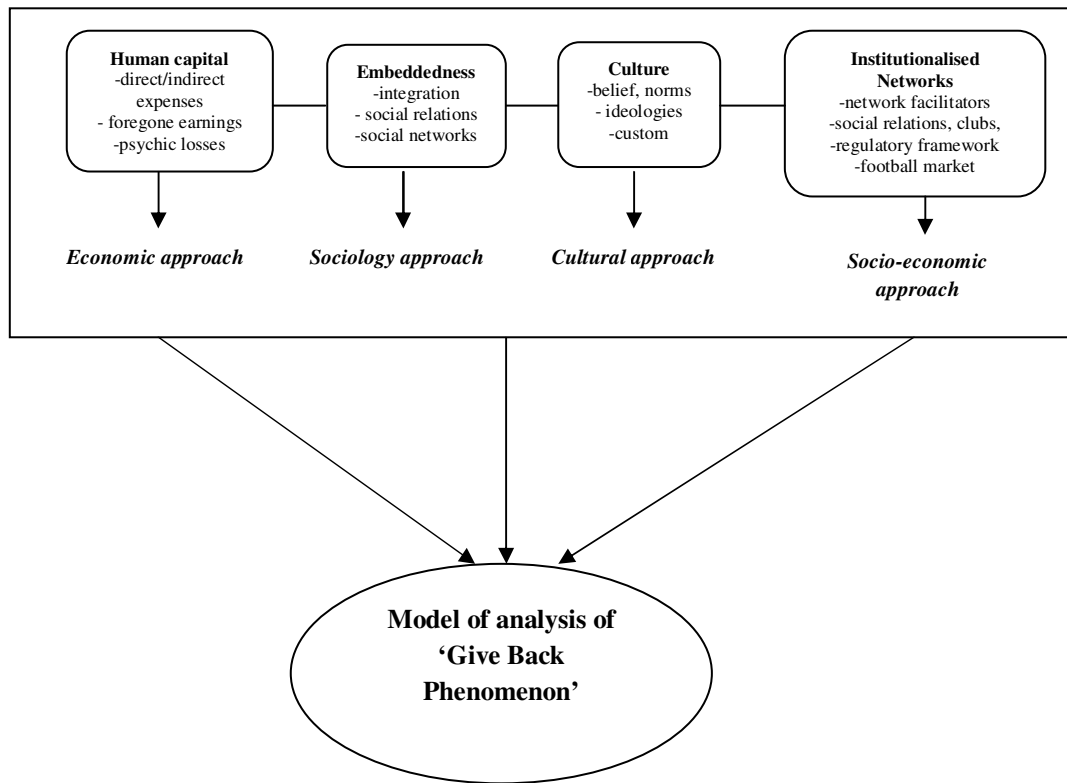 Human capital
-direct/indirect
expenses
- foregone earnings
-psychic losses
Embeddedness
-integration
- social relations
-social networks
Culture
-belief, norms
- ideologies
-custom
Institutionalised
Networks
-network facilitators
-social relations, clubs,
-regulatory framework
-football market
Economic approach
Sociology approach
Cultural approach
Socio-economic
approach
Model of analysis of
‘Give Back
Phenomenon’